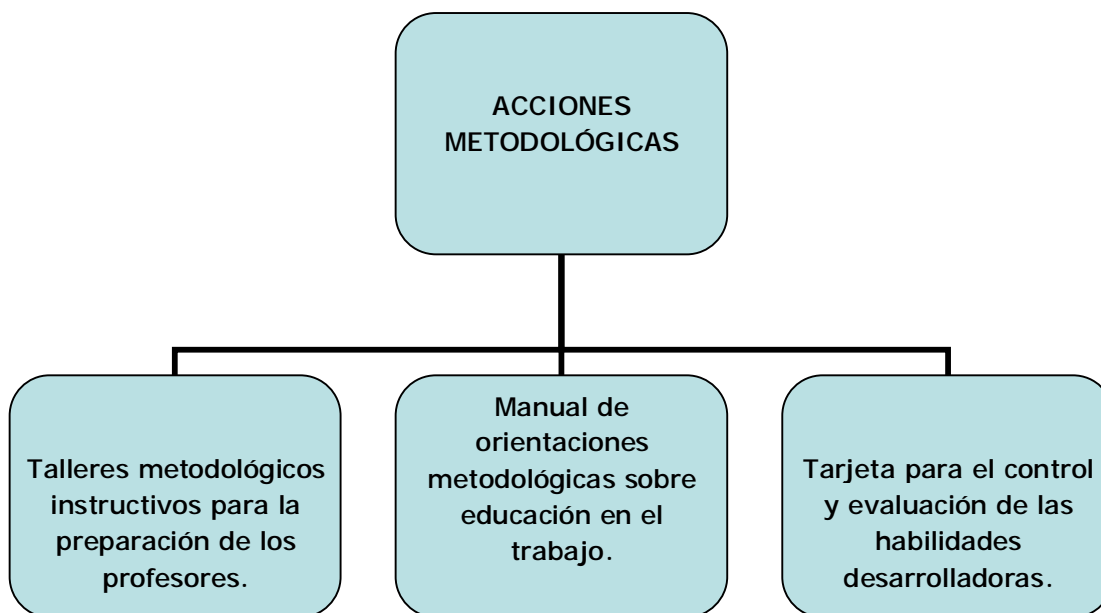 ACCIONES
METODOLÓGICAS
Talleres metodológicos
instructivos para la
preparación de los
profesores.
Manual de
orientaciones
metodológicas sobre
educación en el
trabajo.
Tarjeta para el control
y evaluación de las
habilidades
desarrolladoras.